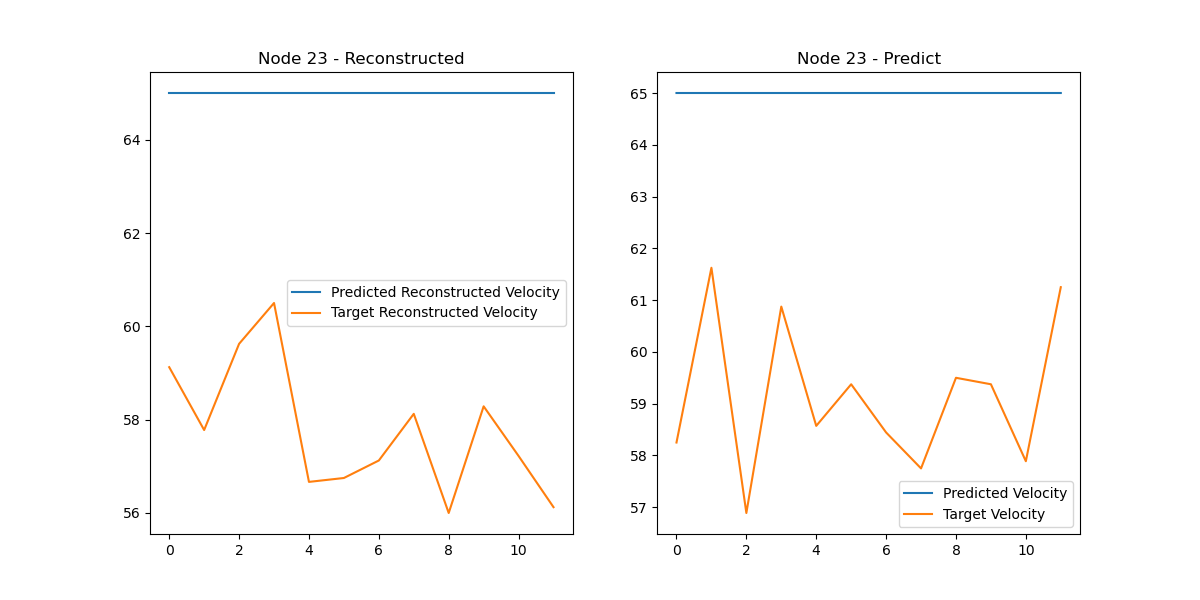 Node 23 - Reconstructed
64
62
60
58
56
0 2 4 6 8 10
Predicted Reconstructed Velocity
Target Reconstructed Velocity
Node 23 - Predict
65
64
63
62
61
60
59
58
57
0 2 4 6 8 10
Predicted Velocity
Target Velocity